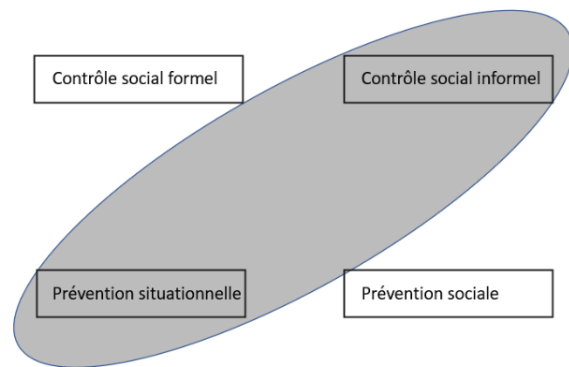 Contrôle social formel
Contrôle social informel
Prévention situationnelle
Prévention sociale